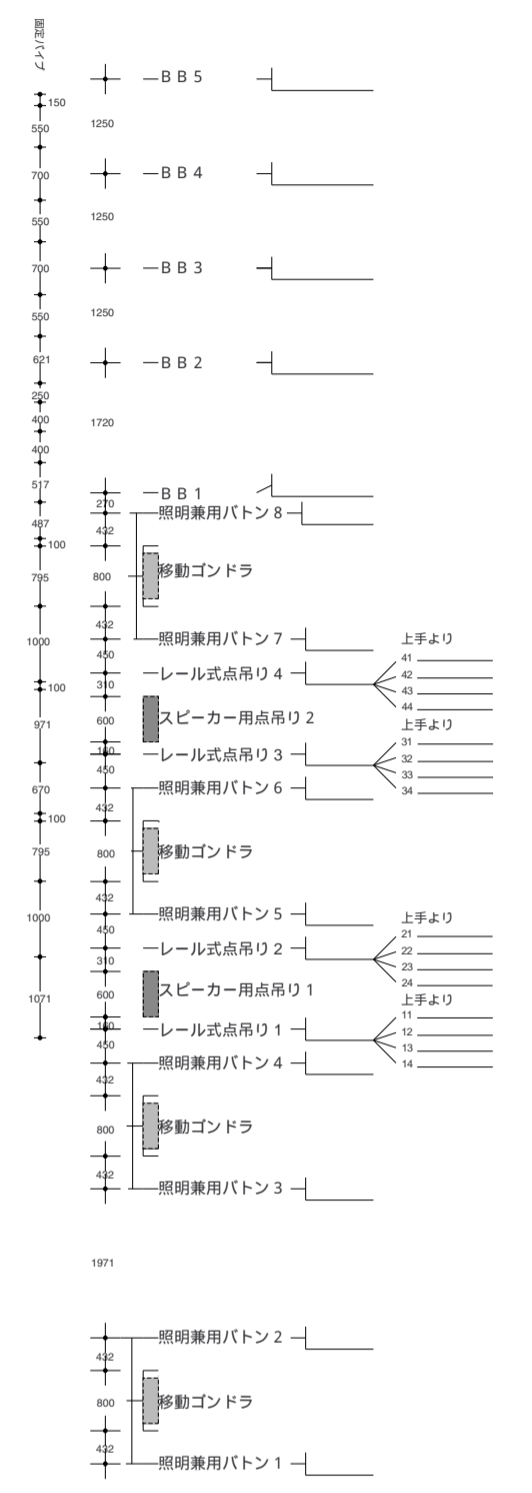 固定パイプ
ＢＢ５
150
1250
550
700
ＢＢ４
1250
550
700
ＢＢ３
1250
550
621
ＢＢ２
250
400
1720
400
517
ＢＢ１
270
照明兼用バトン８
487
432
100
移動ゴンドラ
795
800
432
1000
照明兼用バトン７
上手より
450
41
レール式点吊り４
42
310
100
43
44
600
スピーカー用点吊り２
971
上手より
31
160
レール式点吊り３
32
450
33
670
照明兼用バトン６
34
432
100
移動ゴンドラ
795
800
432
1000
照明兼用バトン５
上手より
450
21
レール式点吊り２
22
310
23
24
600
スピーカー用点吊り１
1071
上手より
11
160
レール式点吊り１
12
450
13
照明兼用バトン４
14
432
移動ゴンドラ
800
432
照明兼用バトン３
1971
照明兼用バトン２
432
移動ゴンドラ
800
432
照明兼用バトン１